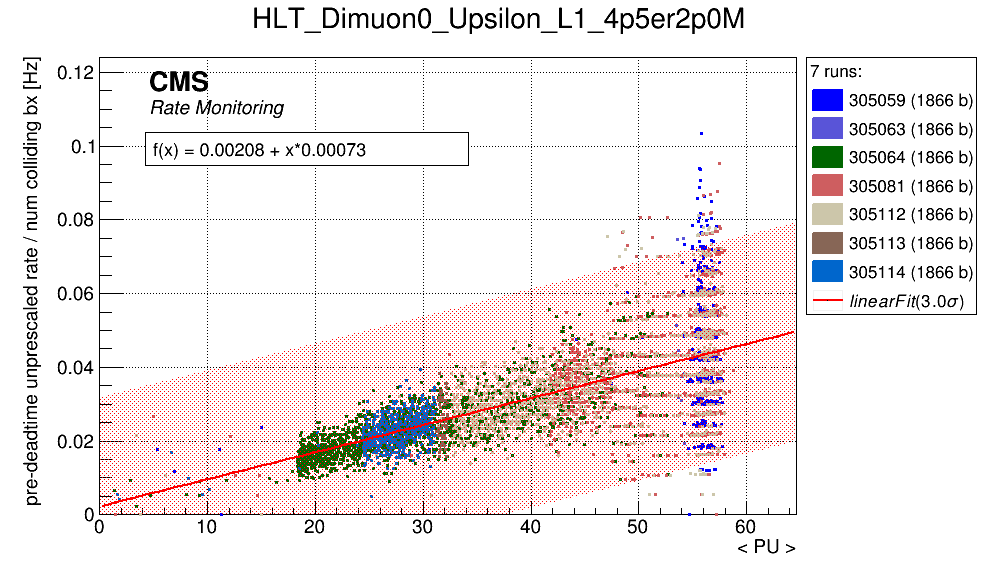 HLT_Dimuon0_Upsilon_L1_4p5er2p0M
pre-deadtime unprescaled rate / num colliding bx [Hz]
0.12
0.1
0.08
0.06
0.04
0.02
0
CMS
Rate Monitoring
f(x) = 0.00208 + x*0.00073
0 10 20 30 40 50 60
< PU >
7 runs:
305059 (1866 b)
305063 (1866 b)
305064 (1866 b)
305081 (1866 b)
305112 (1866 b)
305113 (1866 b)
305114 (1866 b)
linearFit(3.0σ)